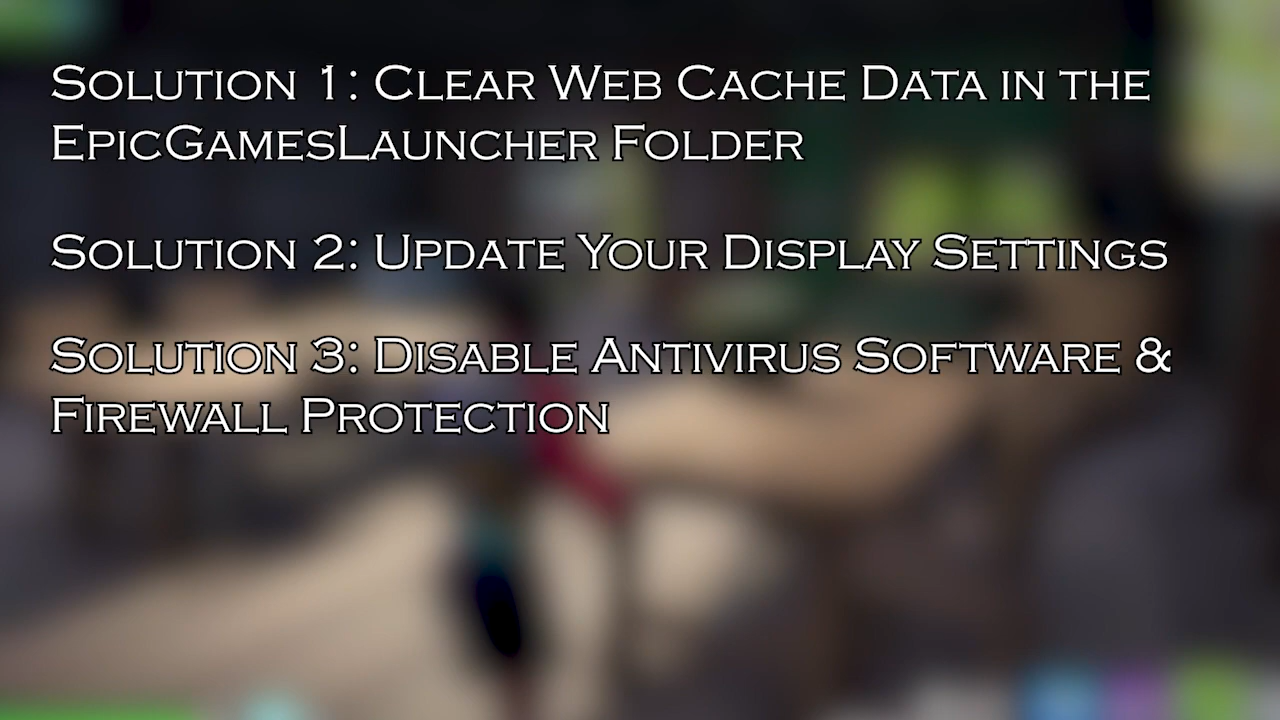 Solution 1: Clear Web Cache Data in the
EpicGamesLauncher Folder
Solution 2: Update Your Display Settings
Solution 3: Disable Antivirus Software &
Firewall Protection